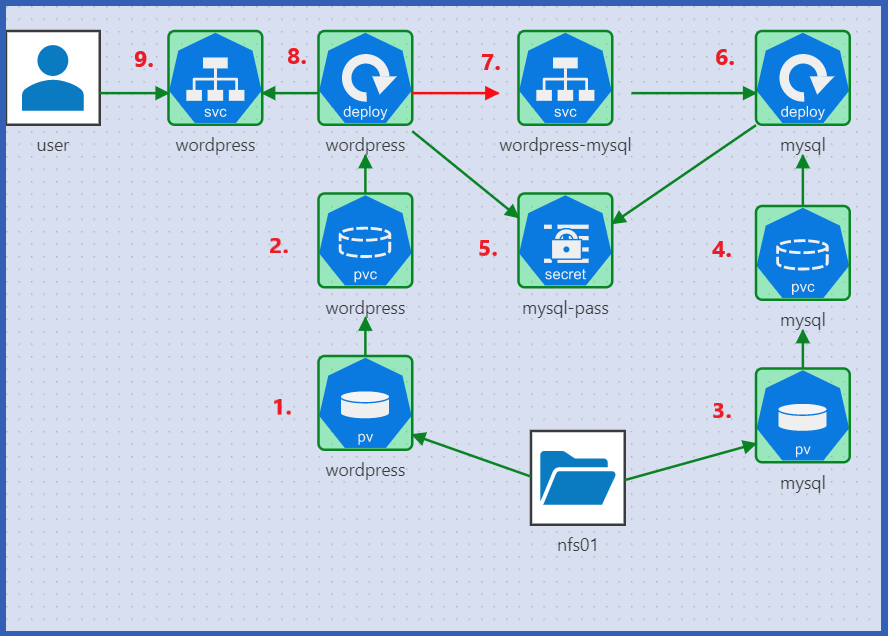 9.
8.
7.
6.
svc
deploy
svc
deploy
user
wordpress
wordpress
wordpress-mysql
mysql
2.
5.
4.
pvc
secret
pvc
wordpress
mysql-pass
mysql
1.
3.
pv
pv
wordpress
mysql
nfs01